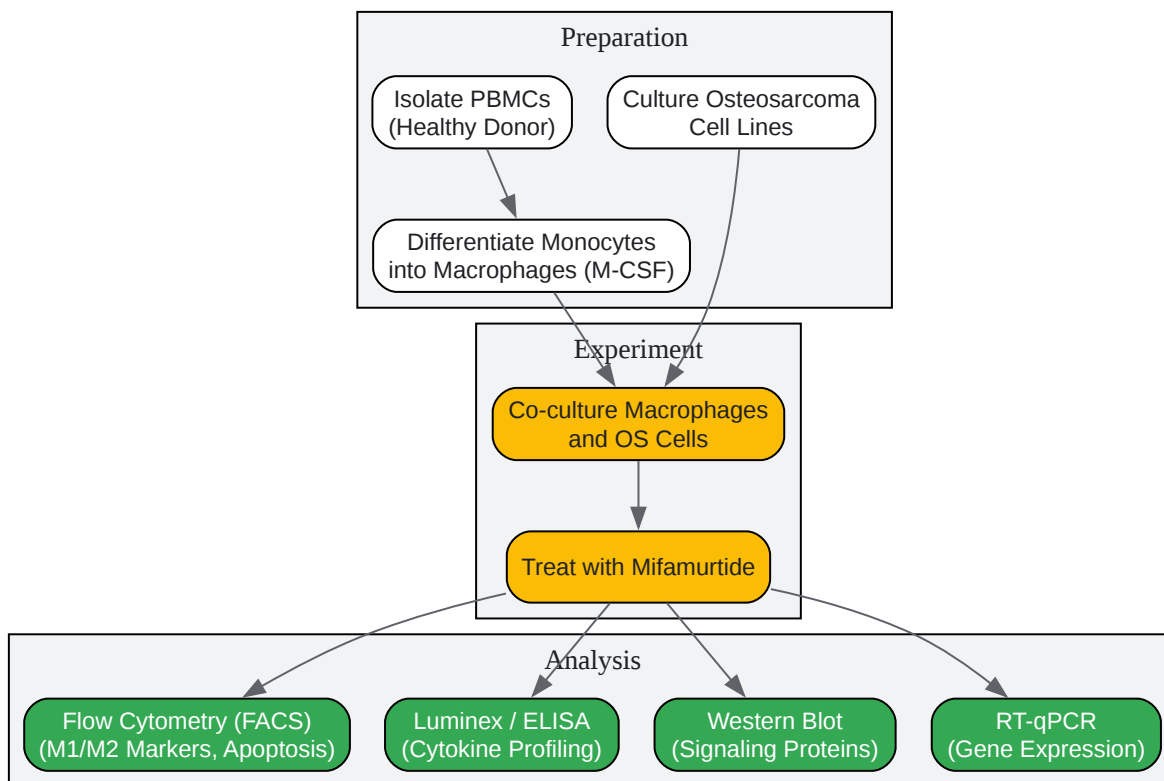 Preparation
Isolate PBMCs
(Healthy Donor)
Culture Osteosarcoma
Cell Lines
Differentiate Monocytes
into Macrophages (M-CSF)
Experiment
Co-culture Macrophages
and OS Cells
Treat with Mifamurtide
Analysis
Flow Cytometry (FACS)
(M1/M2 Markers, Apoptosis)
Luminex / ELISA
(Cytokine Profiling)
Western Blot
(Signaling Proteins)
RT-qPCR
(Gene Expression)